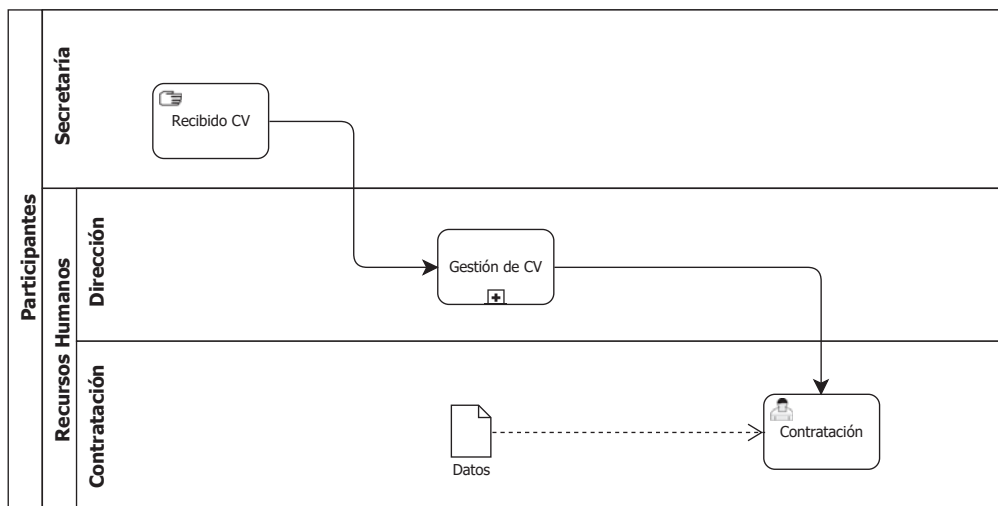 Participantes
Secretaría
Recibido CV
Recursos Humanos
Dirección
Gestión de CV
Contratación
Datos
Contratación